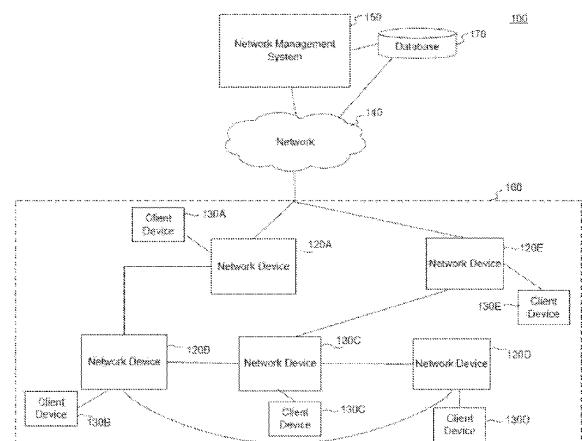 150
100
Network Management
System
170
Database
140
Network
160
130A
Client
Device
120A
Network Device
120E
Network Device
130E
Client
Device
120B
Network Device
130C
Network Device
120D
Network Device
Client
Device
130B
Client
Device
130C
Client
Device
130D